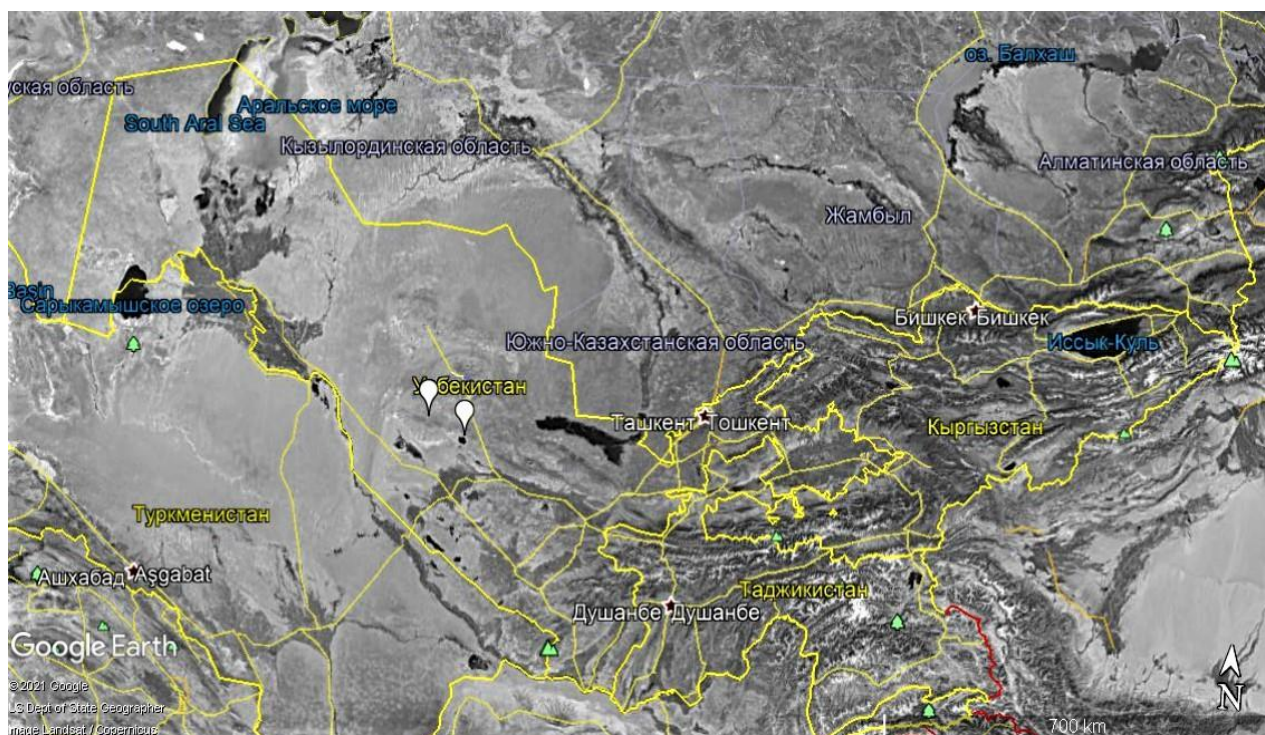 оз. Балхаш
уская область
Аральское море
South Aral Sea
Кызылординская область
Алматинская область
Жамбыл
Basin
Сарыкамышское озеро
Бишкек Бишкек
Южно-Казахстанская область
Иссык-Куль
Узбекистан
Ташкент Тошкент
Кыргызстан
Туркменистан
Ашхабад Aşgabat
Таджикистан
Душанбе Душанбе
Google Earth
© 2021 Google
US Dept of State Geographer
Image Landsat / Copernicus
700 km
N